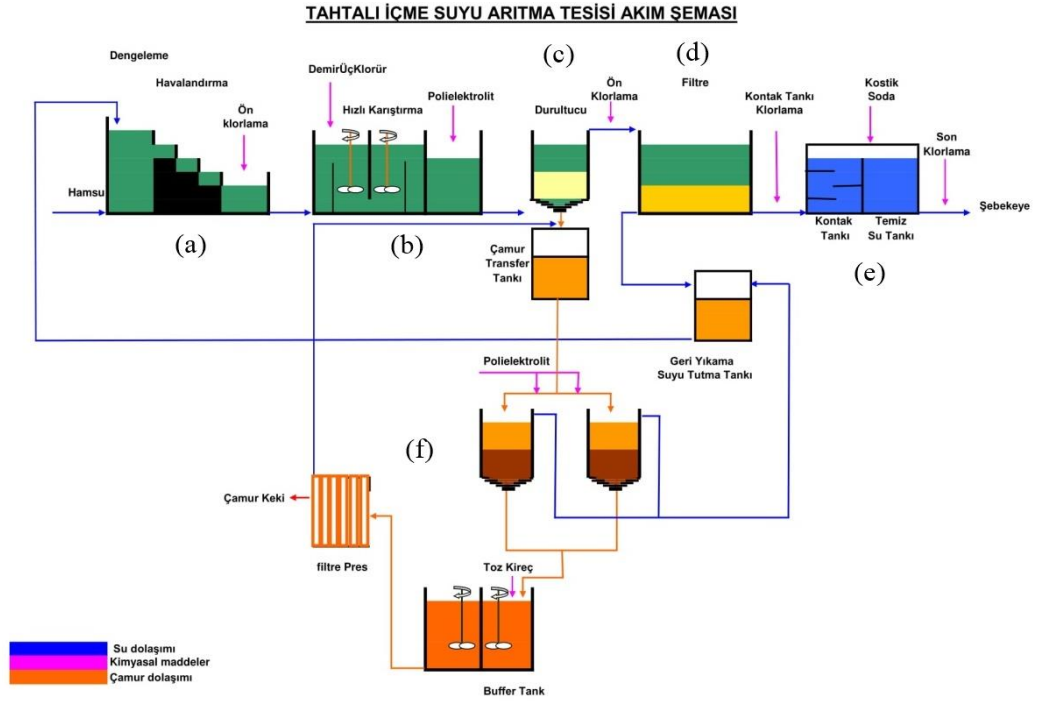 TAHTALI İÇME SUYU ARITMA TESİSİ AKIM ŞEMASI
Dengeleme
Havalandırma
Ön
klorlama
Hamsu
(a)
DemirÜçKlorür
Hızlı Karıştırma
Polielektrolit
(b)
(c)
Durultucu
Ön
Klorlama
(d)
Filtre
Kontak Tankı
Klorlama
Kostik
Soda
Son
Klorlama
Şebekeye
Kontak
Tankı
Temiz
Su Tankı
(e)
Çamur
Transfer
Tankı
Geri Yıkama
Suyu Tutma Tankı
Polielektrolit
(f)
Çamur Keki
filtre Pres
Toz Kireç
Buffer Tank
Su dolaşımı
Kimyasal maddeler
Çamur dolaşımı